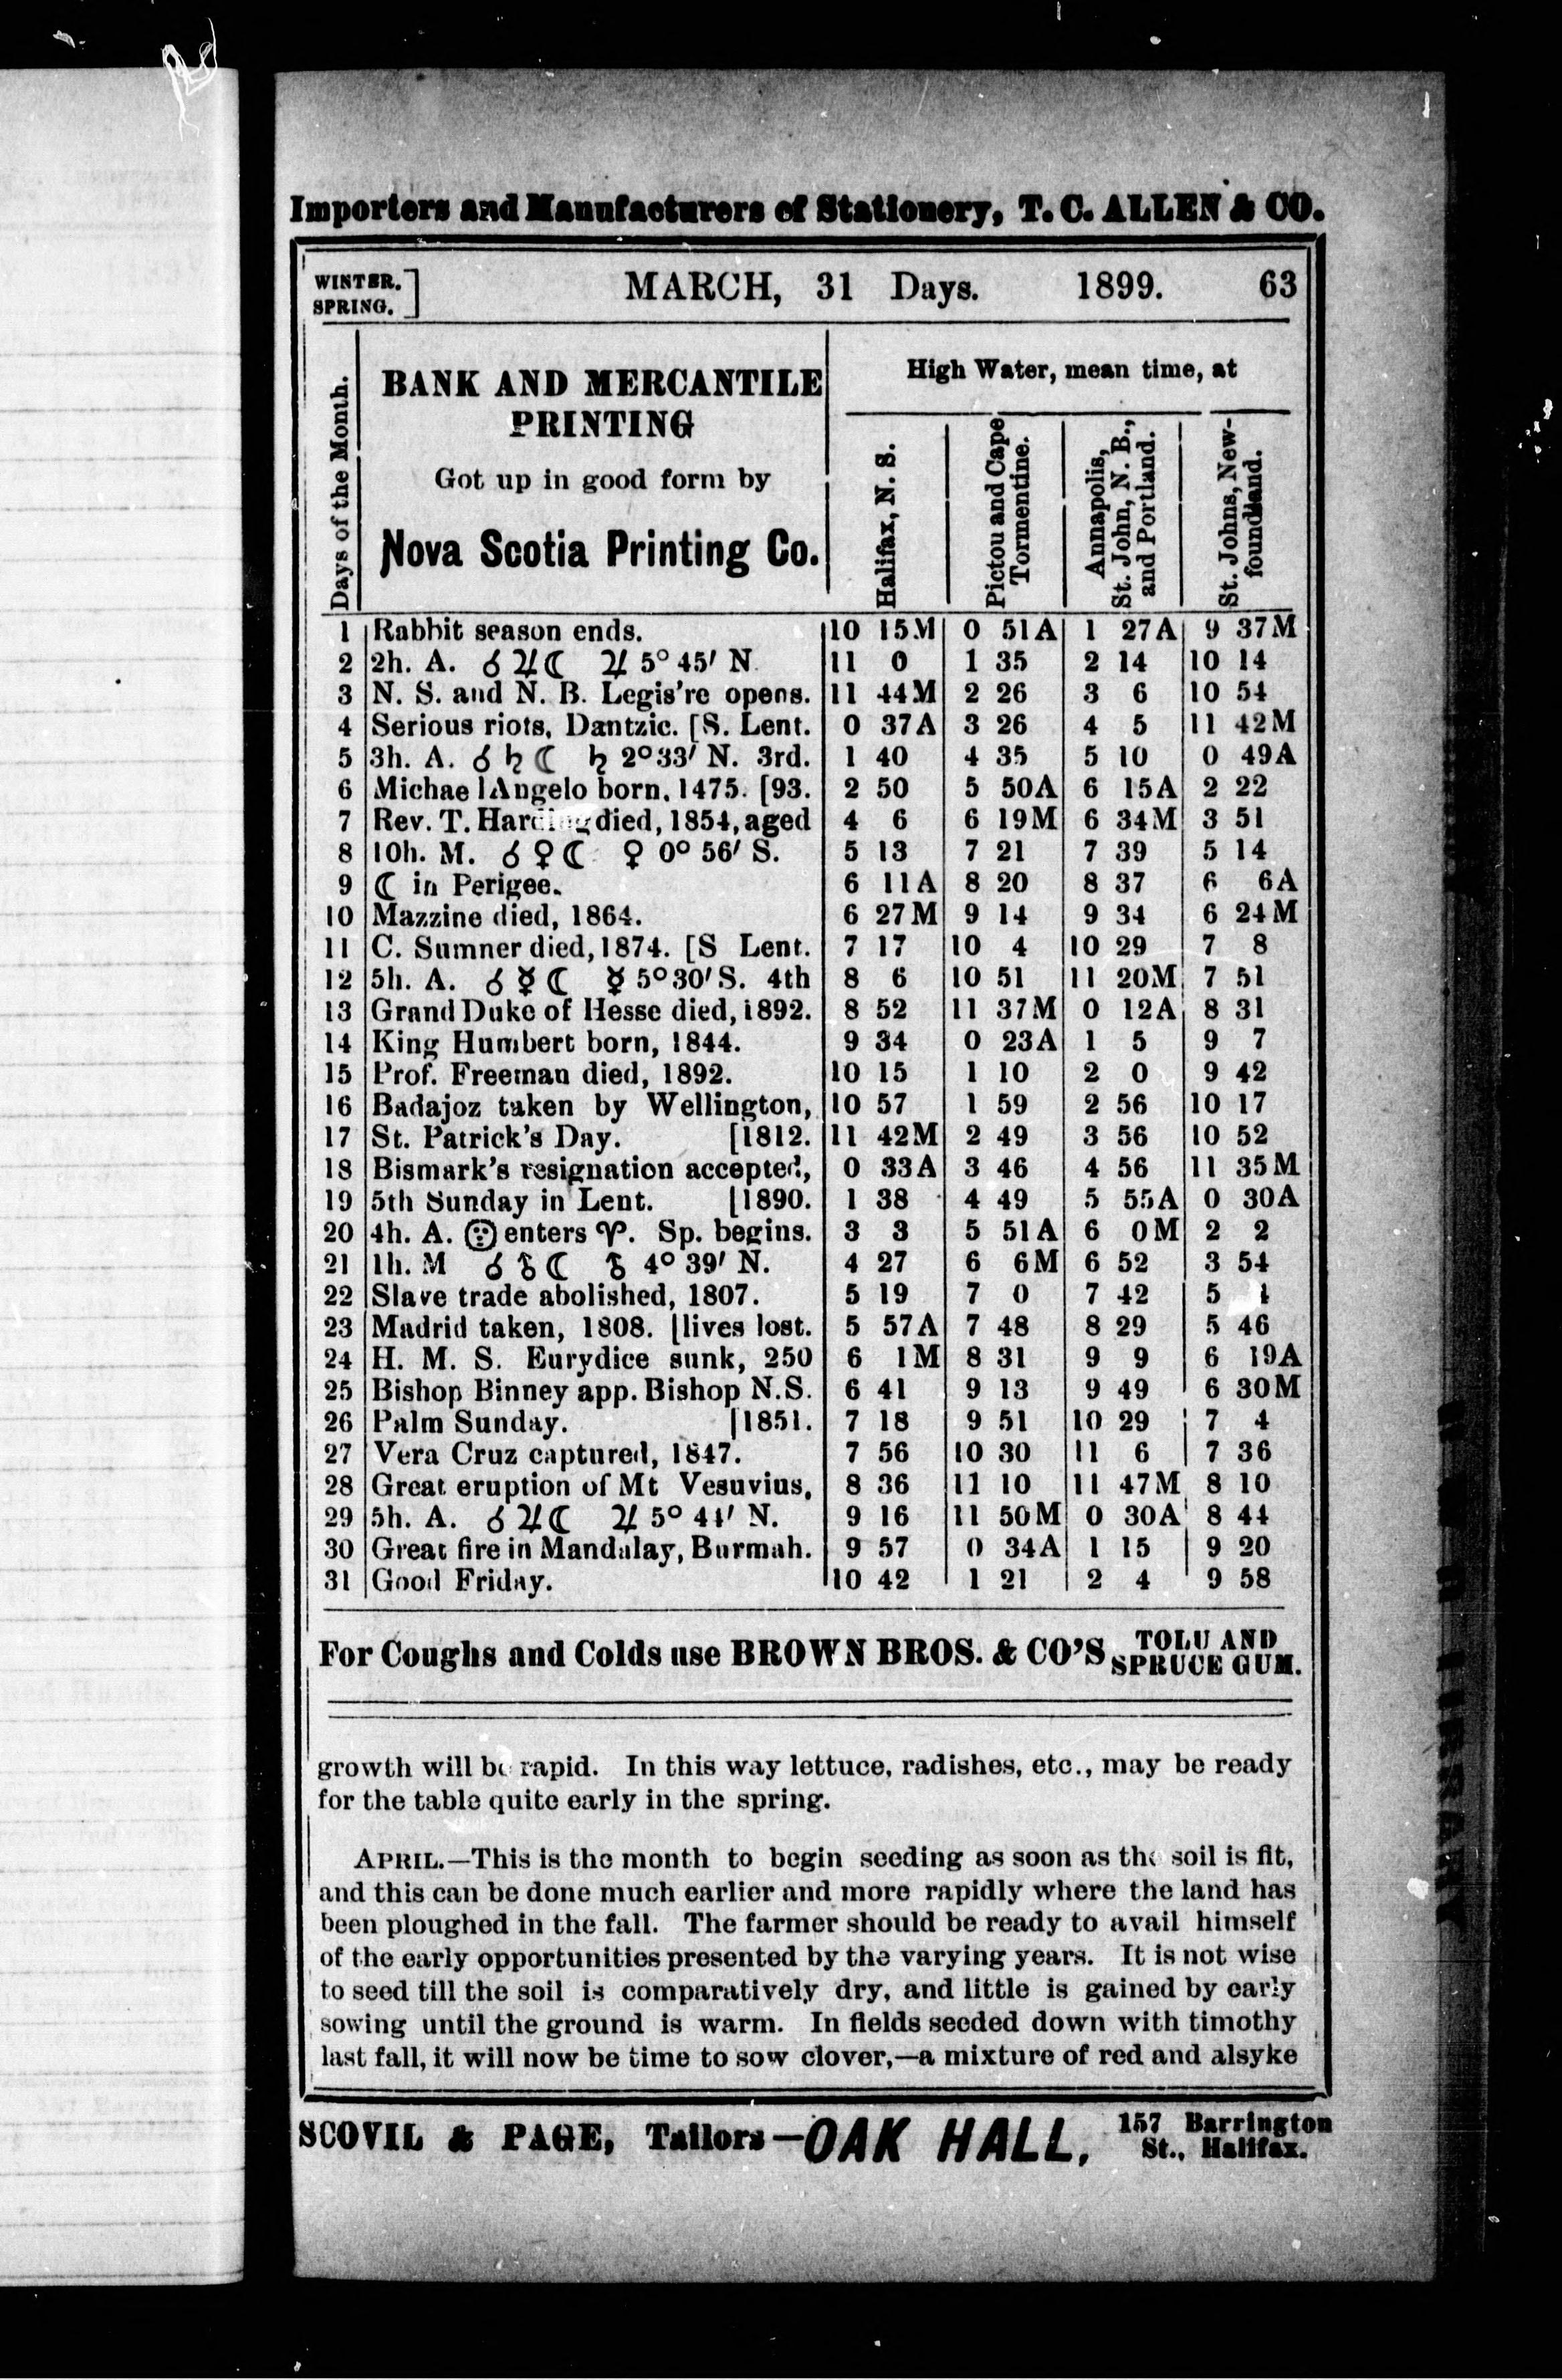 Importers and Manufacturers of Stationery, T. C. ALLEN & CO.
WINTER.
SPRING. ]
MARCH, 31 Days. 1899. 63
Days of the Month.
BANK AND MERCANTILE
PRINTING
Got up in good form by
Nova Scotia Printing Co.
High Water, mean time, at
Halifax, N. S.
Pictou and Cape
Tormentine.
Annapolis,
St. John, N. B.,
and Portland.
St. Johns, New-
foundland.
1 Rabbit season ends. 10 15M 0 51A 1 27A 9 37M
2 2h. A. ☌♃☾ ♃ 5° 45′ N 11 0 1 35 2 14 10 14
3 N. S. and N. B. Legis're opens. 11 44M 2 26 3 6 10 54
4 Serious riots, Dantzic. [S. Lent. 0 37A 3 26 4 5 11 42M
5 3h. A. ☌♄☾ ♄ 2° 33′ N. 3rd. 1 40 4 35 5 10 0 49A
6 Michael Angelo born, 1475. [93. 2 50 5 50A 6 15A 2 22
7 Rev. T. Harding died, 1854, aged 4 6 6 19M 6 34M 3 51
8 10h. M. ☌♀☾ ♀ 0° 56′ S. 5 13 7 21 7 39 5 14
9 ☾ in Perigee. 6 11A 8 20 8 37 6 6A
10 Mazzine died, 1864. 6 27M 9 14 9 34 6 24M
11 C. Sumner died, 1874. [S Lent. 7 17 10 4 10 29 7 8
12 5h. A. ☌☿☾ ☿ 5° 30′ S. 4th 8 6 10 51 11 20M 7 51
13 Grand Duke of Hesse died, 1892. 8 52 11 37M 0 12A 8 31
14 King Humbert born, 1844. 9 34 0 23A 1 5 9 7
15 Prof. Freeman died, 1892. 10 15 1 10 2 0 9 42
16 Badajoz taken by Wellington, 10 57 1 59 2 56 10 17
17 St. Patrick's Day. [1812. 11 42M 2 49 3 56 10 52
18 Bismark's resignation accepted, 0 33A 3 46 4 56 11 35M
19 5th Sunday in Lent. [1890. 1 38 4 49 5 55A 0 30A
20 4h. A. ☉ enters ♈. Sp. begins. 3 3 5 51A 6 0M 2 2
21 1h. M ☌♁☾ ♁ 4° 39′ N. 4 27 6 6M 6 52 3 54
22 Slave trade abolished, 1807. 5 19 7 0 7 42 5
23 Madrid taken, 1808. [lives lost. 5 57A 7 48 8 29 5 46
24 H. M. S. Eurydice sunk, 250 6 1M 8 31 9 9 6 19A
25 Bishop Binney app. Bishop N.S. 6 41 9 13 9 49 6 30M
26 Palm Sunday. [1851. 7 18 9 51 10 29 7 4
27 Vera Cruz captured, 1847. 7 56 10 30 11 6 7 36
28 Great eruption of Mt Vesuvius, 8 36 11 10 11 47M 8 10
29 5h. A. ☌♃☾ ♃ 5° 44′ N. 9 16 11 50M 0 30A 8 44
30 Great fire in Mandalay, Burmah. 9 57 0 34A 1 15 9 20
31 Good Friday. 10 42 1 21 2 4 9 58
For Coughs and Colds use BROWN BROS. & CO'S TOLU AND
SPRUCE GUM.
growth will be rapid. In this way lettuce, radishes, etc., may be ready
for the table quite early in the spring.
APRIL.—This is the month to begin seeding as soon as the soil is fit,
and this can be done much earlier and more rapidly where the land has
been ploughed in the fall. The farmer should be ready to avail himself
of the early opportunities presented by the varying years. It is not wise
to seed till the soil is comparatively dry, and little is gained by early
sowing until the ground is warm. In fields seeded down with timothy
last fall, it will now be time to sow clover,—a mixture of red and alsyke
SCOVIL & PAGE, Tailors—OAK HALL, 157 Barrington
St., Halifax.